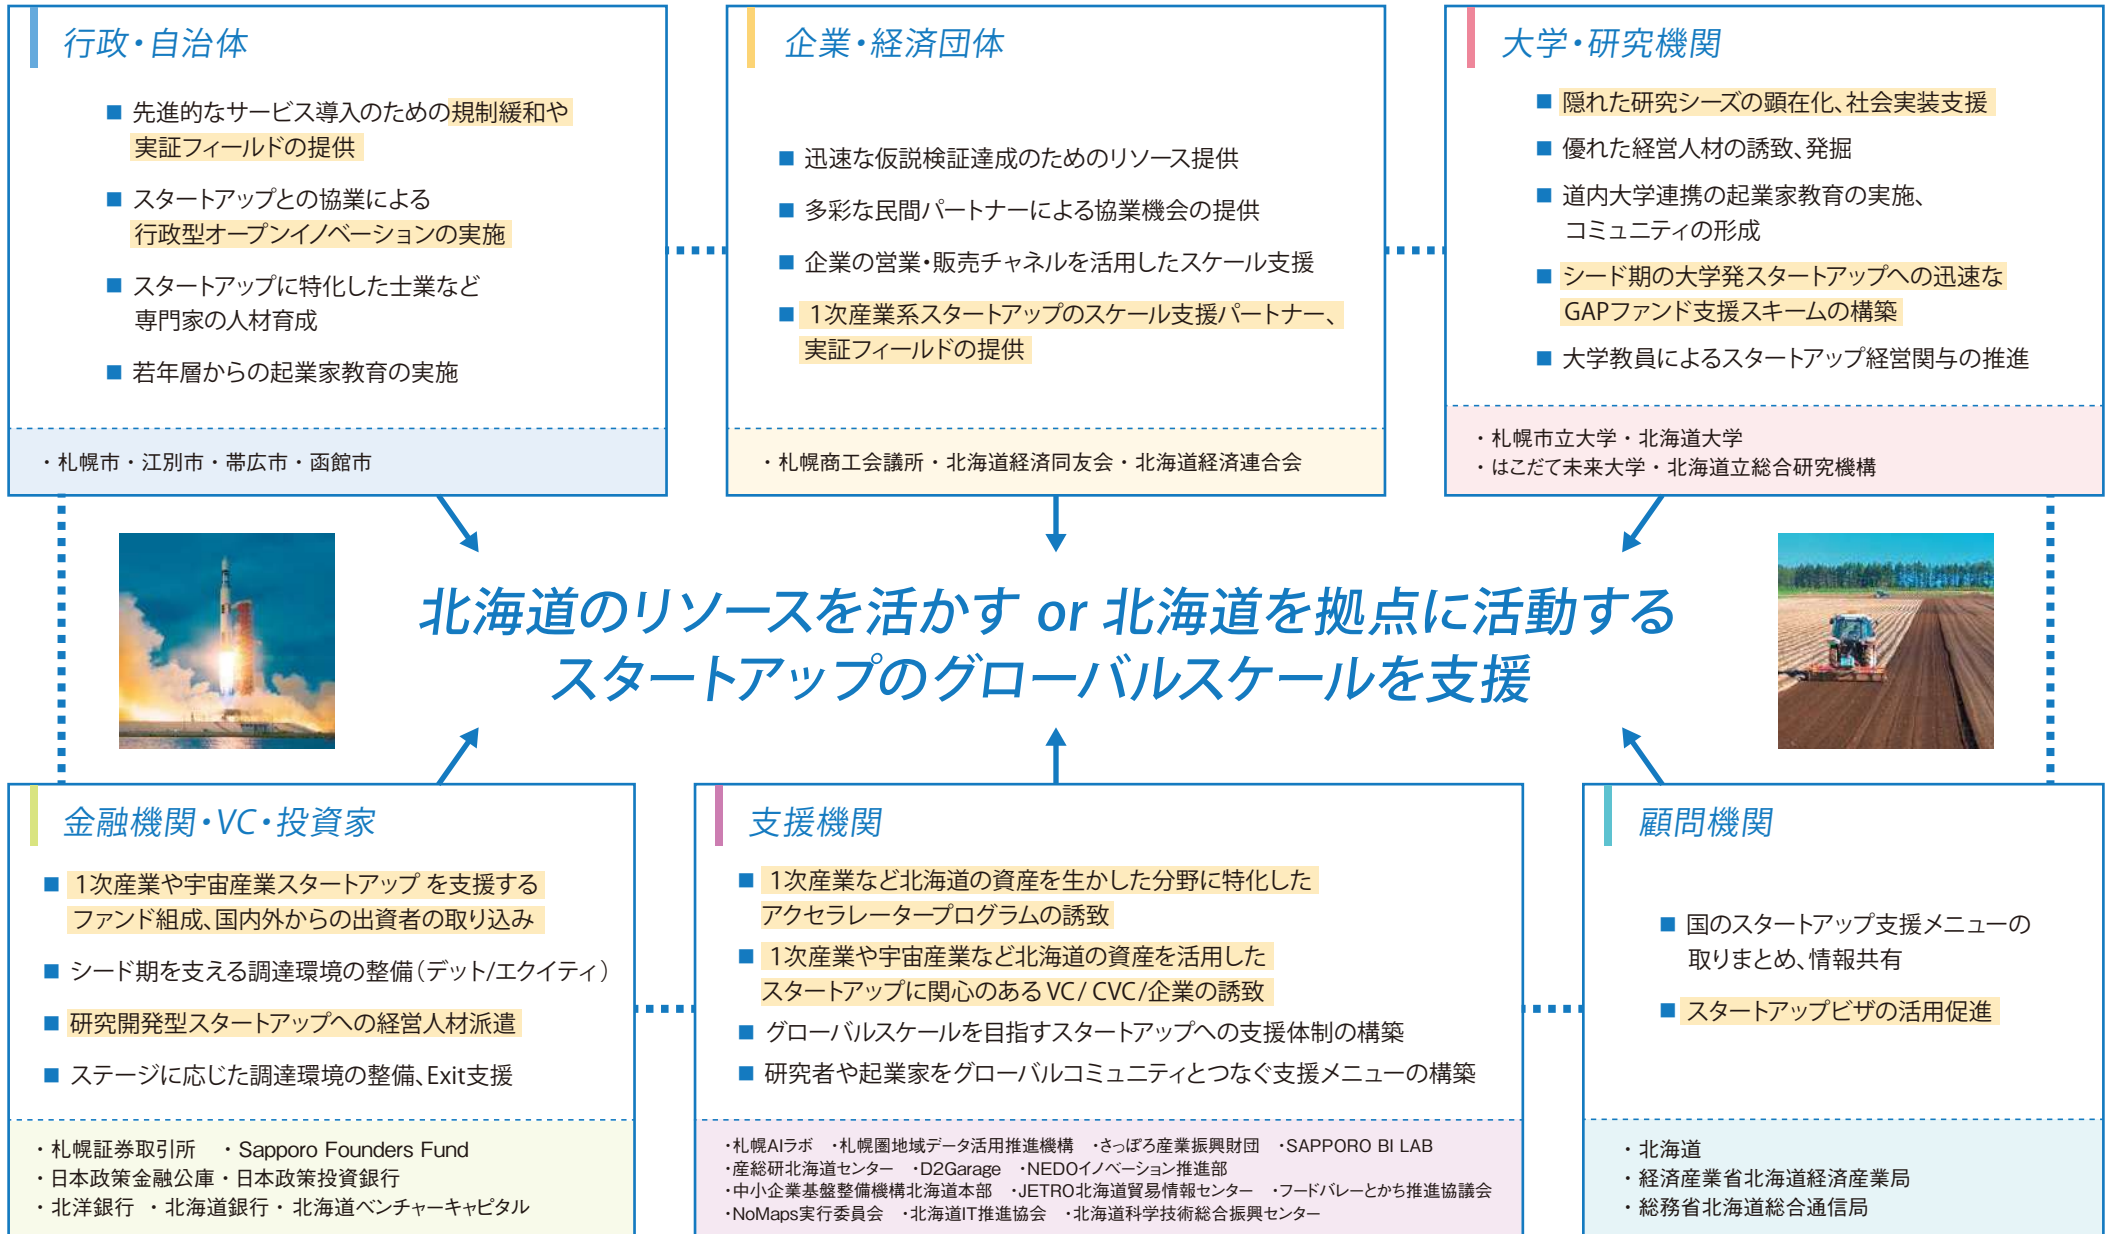 行政・自治体
■ 先進的なサービス導入のための規制緩和や
実証フィールドの提供
■ スタートアップとの協業による
行政型オープンイノベーションの実施
■ スタートアップに特化した士業など
専門家の人材育成
■ 若年層からの起業家教育の実施
・札幌市・江別市・帯広市・函館市
企業・経済団体
■ 迅速な仮説検証達成のためのリソース提供
■ 多彩な民間パートナーによる協業機会の提供
■ 企業の営業・販売チャネルを活用したスケール支援
■ 1次産業系スタートアップのスケール支援パートナー、
実証フィールドの提供
・札幌商工会議所・北海道経済同友会・北海道経済連合会
大学・研究機関
■ 隠れた研究シーズの顕在化、社会実装支援
■ 優れた経営人材の誘致、発掘
■ 道内大学連携の起業家教育の実施、
コミュニティの形成
■ シード期の大学発スタートアップへの迅速な
GAPファンド支援スキームの構築
■ 大学教員によるスタートアップ経営関与の推進
・札幌市立大学・北海道大学
・はこだて未来大学・北海道立総合研究機構
北海道のリソースを活かす or 北海道を拠点に活動する
スタートアップのグローバルスケールを支援
金融機関・VC・投資家
■ 1次産業や宇宙産業スタートアップ を支援する
ファンド組成、国内外からの出資者の取り込み
■ シード期を支える調達環境の整備（デット/エクイティ）
■ 研究開発型スタートアップへの経営人材派遣
■ ステージに応じた調達環境の整備、Exit支援
・札幌証券取引所 ・Sapporo Founders Fund
・日本政策金融公庫・日本政策投資銀行
・北洋銀行 ・北海道銀行・北海道ベンチャーキャピタル
支援機関
■ 1次産業など北海道の資産を生かした分野に特化した
アクセラレータープログラムの誘致
■ 1次産業や宇宙産業など北海道の資産を活用した
スタートアップに関心のある VC/ CVC/企業の誘致
■ グローバルスケールを目指すスタートアップへの支援体制の構築
■ 研究者や起業家をグローバルコミュニティとつなぐ支援メニューの構築
・札幌AIラボ ・札幌圏地域データ活用推進機構 ・さっぽろ産業振興財団 ・SAPPORO BI LAB
・産総研北海道センター ・D2Garage ・NEDOイノベーション推進部
・中小企業基盤整備機構北海道本部 ・JETRO北海道貿易情報センター ・フードバレーとかち推進協議会
・NoMaps実行委員会 ・北海道IT推進協会 ・北海道科学技術総合振興センター
顧問機関
■ 国のスタートアップ支援メニューの
取りまとめ、情報共有
■ スタートアップビザの活用促進
・北海道
・経済産業省北海道経済産業局
・総務省北海道総合通信局